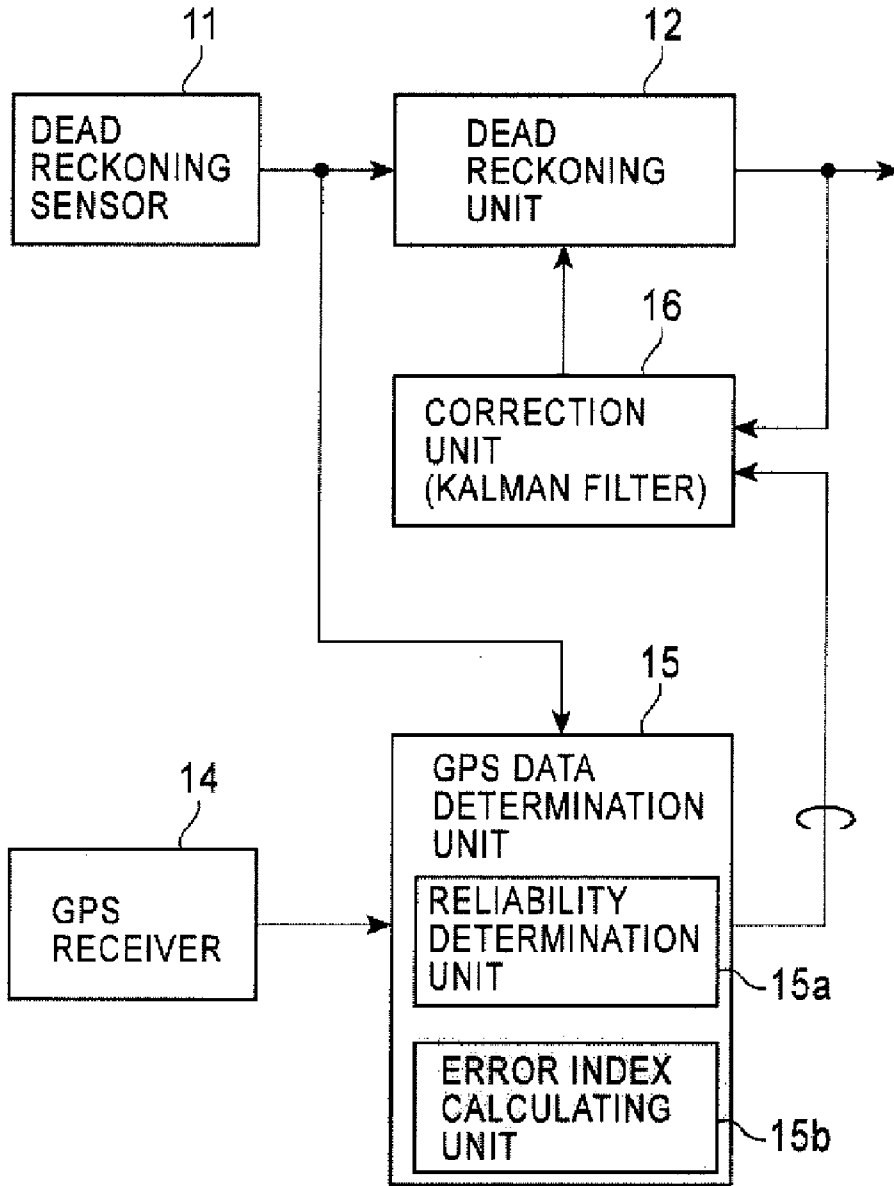 11
12
DEAD
RECKONING
SENSOR
DEAD
RECKONING
UNIT
16
CORRECTION
UNIT
(KALMAN FILTER)
15
14
GPS DATA
DETERMINATION
UNIT
GPS
RECEIVER
RELIABILITY
DETERMINATION
UNIT
15a
ERROR INDEX
CALCULATING
UNIT
15b